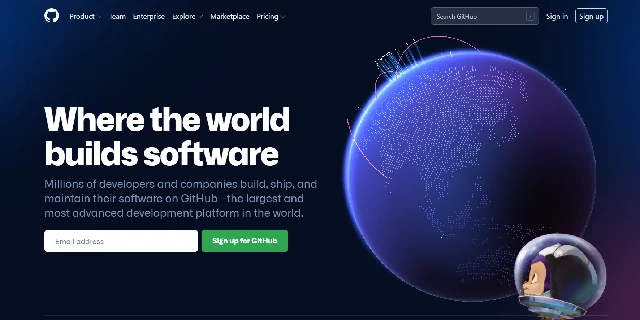 Product Team Enterprise Explore Marketplace Pricing Search GitHub / Sign in Sign up
Where the world
builds software
Millions of developers and companies build, ship, and
maintain their software on GitHub—the largest and
most advanced development platform in the world.
Email address Sign up for GitHub